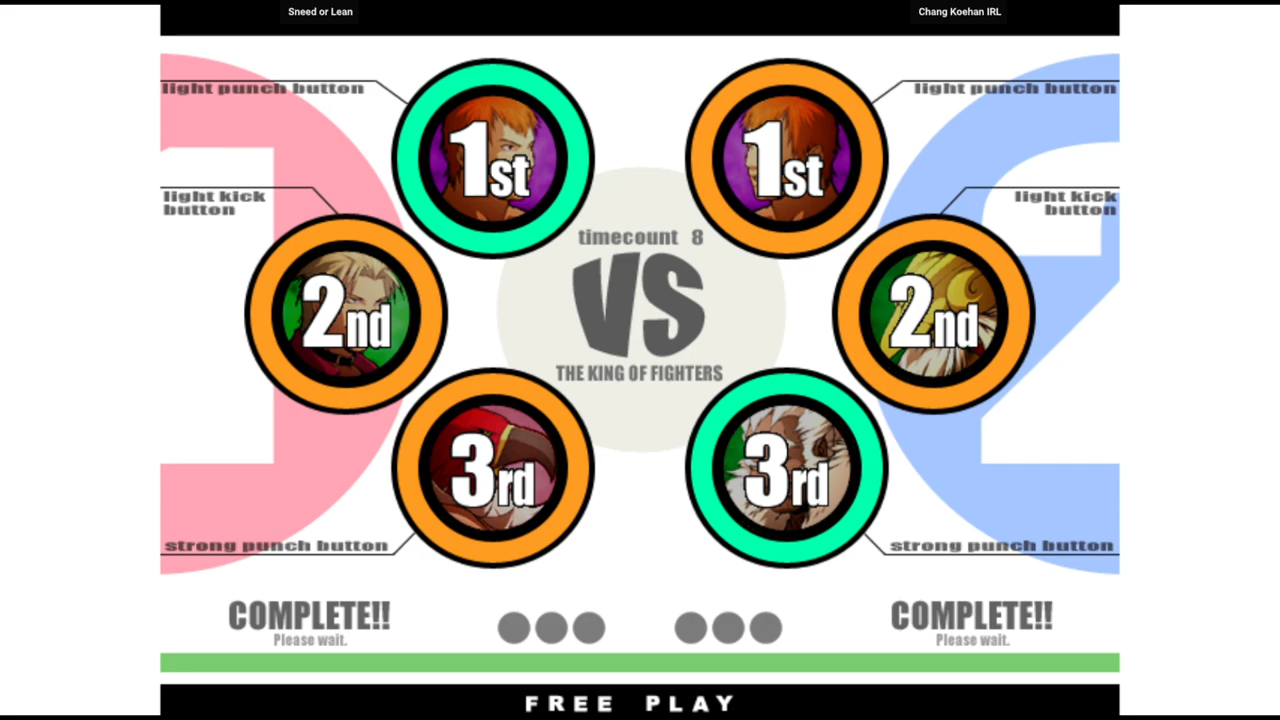 Sneed or Lean
Chang Koehan IRL
light punch button
light punch button
1st
1st
light kick
button
light kick
button
timecount 8
VS
THE KING OF FIGHTERS
2nd
2nd
3rd
3rd
strong punch button
strong punch button
COMPLETE!!
Please wait.
COMPLETE!!
Please wait.
FREE PLAY
1
2